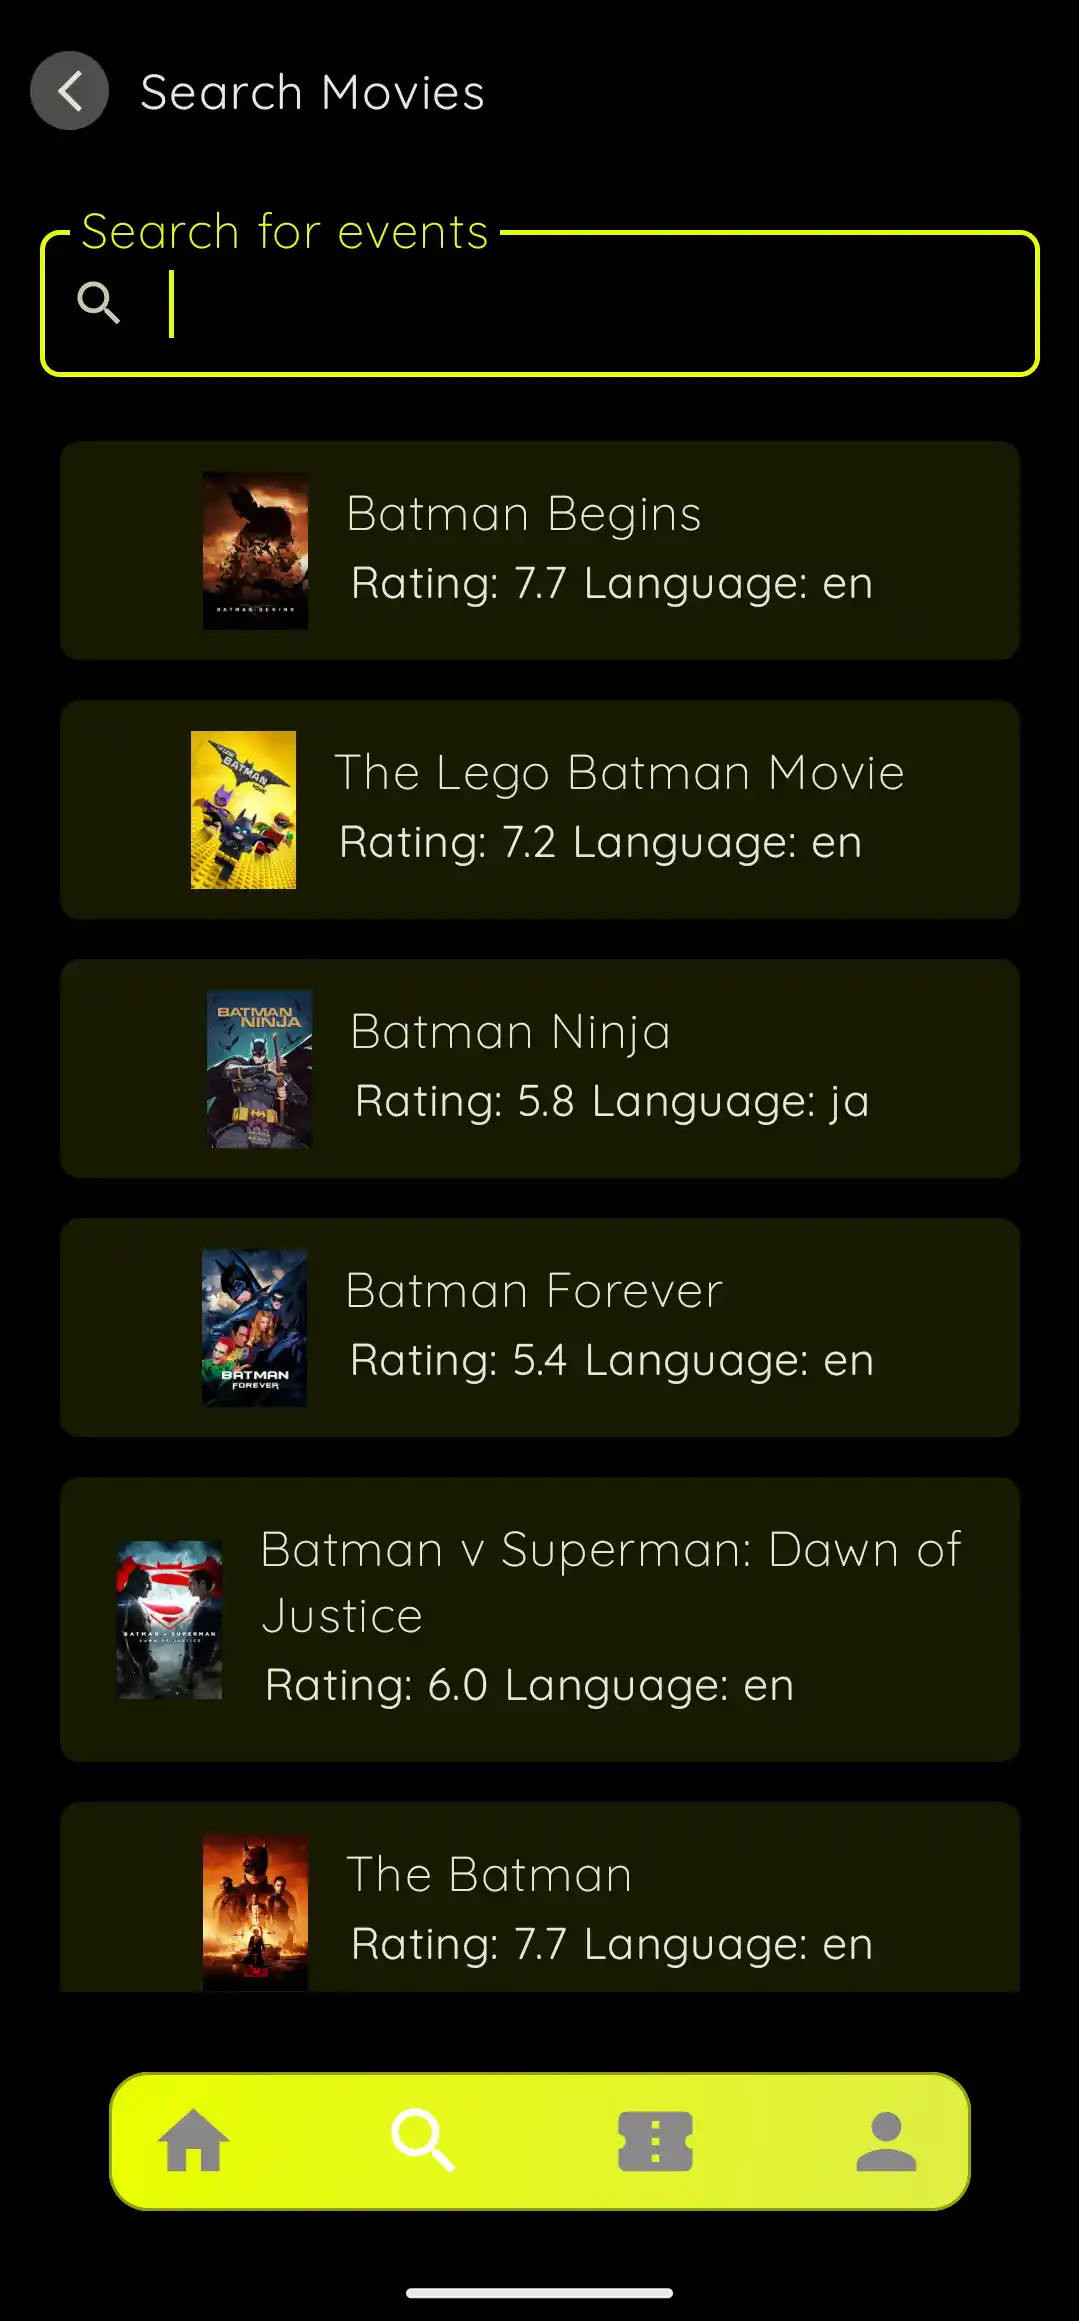 Search Movies
Search for events
BATMAN BEGINS
Batman Begins
Rating: 7.7 Language: en
THE LEGO
BATMAN
MOVIE
The Lego Batman Movie
Rating: 7.2 Language: en
BATMAN
NINJA
Batman Ninja
Rating: 5.8 Language: ja
BATMAN
FOREVER
Batman Forever
Rating: 5.4 Language: en
BATMAN v SUPERMAN
DAWN OF JUSTICE
Batman v Superman: Dawn of
Justice
Rating: 6.0 Language: en
The Batman
Rating: 7.7 Language: en